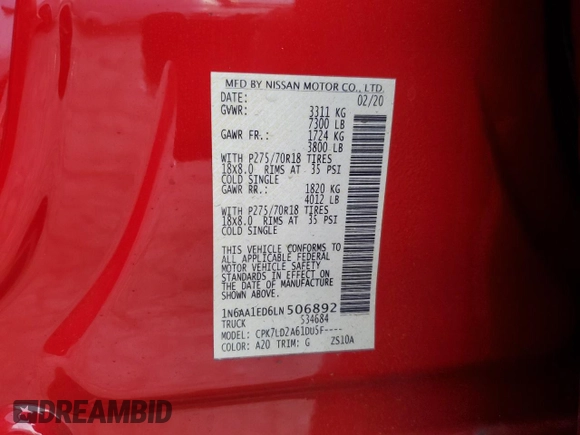 MFD BY NISSAN MOTOR CO., LTD.
DATE: 02/20
GVWR: 3311 KG
7300 LB
GAWR FR.: 1724 KG
3800 LB
WITH P275/70R18 TIRES
18X8.0 RIMS AT 35 PSI
COLD SINGLE
GAWR RR.: 1820 KG
4012 LB
WITH P275/70R18 TIRES
18X8.0 RIMS AT 35 PSI
COLD SINGLE
THIS VEHICLE CONFORMS TO
ALL APPLICABLE FEDERAL
MOTOR VEHICLE SAFETY
STANDARDS IN EFFECT ON
THE DATE OF MANUFACTURE
SHOWN ABOVE.
1N6AA1ED6LN506892
TRUCK 534684
MODEL: CPK7LD2A61DU5F----
COLOR: A20 TRIM: G ZS10A
DREAMBID